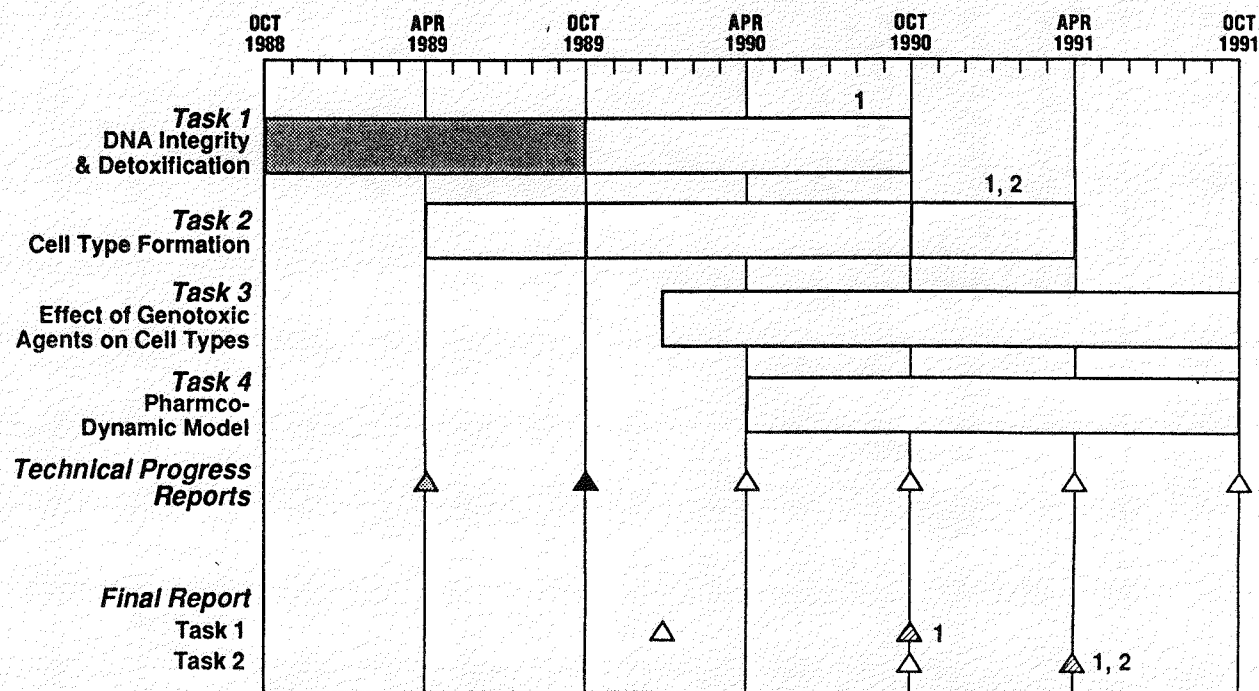 OCT APR OCT APR OCT APR OCT
1988 1989 1989 1990 1990 1991 1991
1
Task 1
DNA Integrity
& Detoxification
1, 2
Task 2
Cell Type Formation
Task 3
Effect of Genotoxic
Agents on Cell Types
Task 4
Pharmco-
Dynamic Model
Technical Progress
Reports
Final Report
Task 1 1
Task 2 1, 2